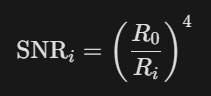 SNR_i = (R_0 / R_i)^4